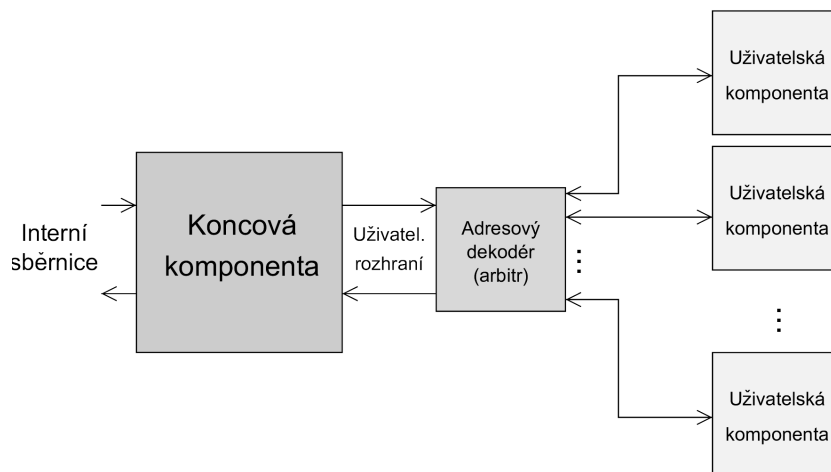 Interní
sběrnice
Koncová
komponenta
Uživatel.
rozhraní
Adresový
dekodér
(arbitr)
Uživatelská
komponenta
Uživatelská
komponenta
Uživatelská
komponenta